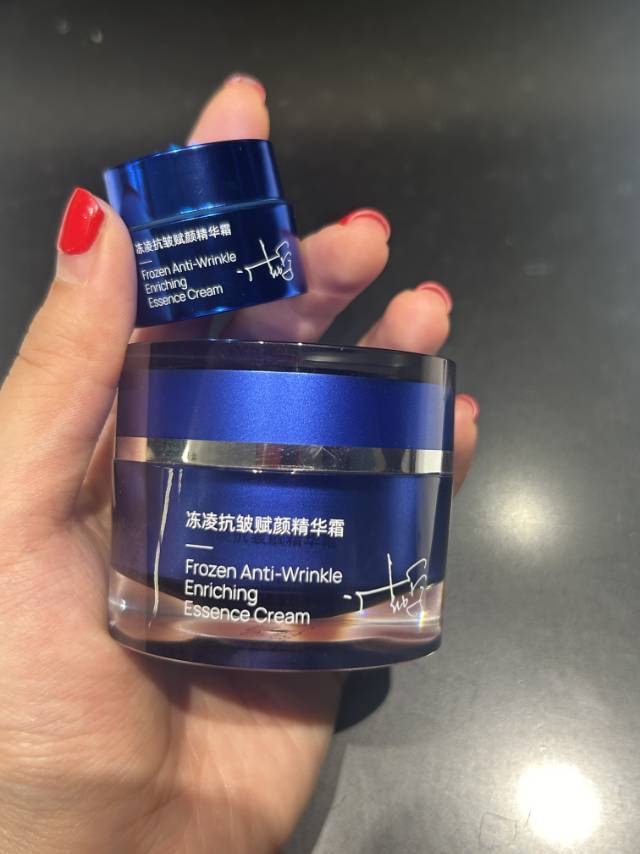 冻凌抗皱赋颜精华霜
Frozen Anti-Wrinkle
Enriching
Essence Cream
冻凌抗皱赋颜精华霜
Frozen Anti-Wrinkle
Enriching
Essence Cream